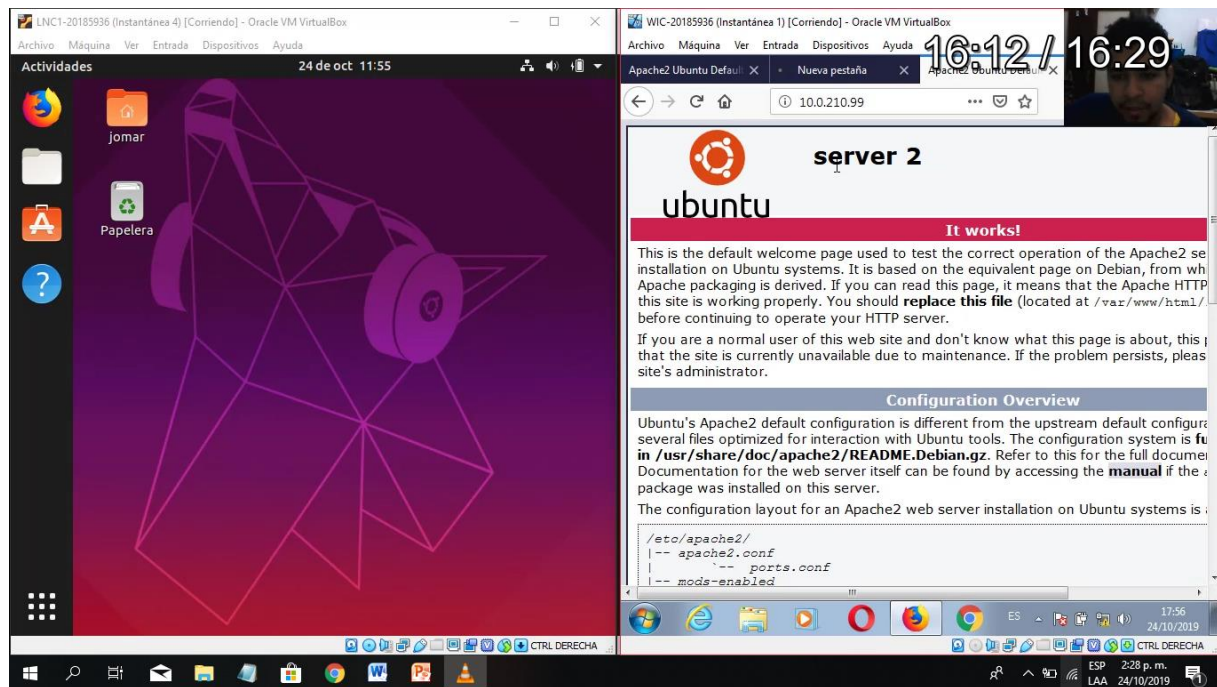 LNC1-20185936 (Instantánea 4) [Corriendo] - Oracle VM VirtualBox
Archivo Máquina Ver Entrada Dispositivos Ayuda
Actividades
24 de oct 11:55
jomar
Papelera
CTRL DERECHA
WIC-20185936 (Instantánea 1) [Corriendo] - Oracle VM VirtualBox
Archivo Máquina Ver Entrada Dispositivos Ayuda
16:12 / 16:29
Apache2 Ubuntu Defaul Nueva pestaña Apache2 Ubuntu Defaul
10.0.210.99
server 2
ubuntu
It works!
This is the default welcome page used to test the correct operation of the Apache2 se
installation on Ubuntu systems. It is based on the equivalent page on Debian, from wh
Apache packaging is derived. If you can read this page, it means that the Apache HTTP
this site is working properly. You should replace this file (located at /var/www/html/
before continuing to operate your HTTP server.
If you are a normal user of this web site and don't know what this page is about, this
that the site is currently unavailable due to maintenance. If the problem persists, pleas
site's administrator.
Configuration Overview
Ubuntu's Apache2 default configuration is different from the upstream default configura
several files optimized for interaction with Ubuntu tools. The configuration system is fu
in /usr/share/doc/apache2/README.Debian.gz. Refer to this for the full documen
Documentation for the web server itself can be found by accessing the manual if the
package was installed on this server.
The configuration layout for an Apache2 web server installation on Ubuntu systems is
/etc/apache2/
|-- apache2.conf
| `-- ports.conf
|-- mods-enabled
ES
17:56
24/10/2019
CTRL DERECHA
ESP 2:28 p. m.
LAA 24/10/2019